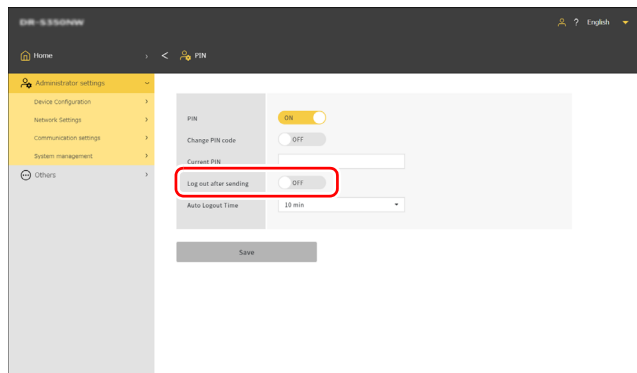 DR-S350NW
? English
Home
PIN
Administrator settings
Device Configuration
Network Settings
Communication settings
System management
Others
PIN
ON
Change PIN code
OFF
Current PIN
Log out after sending
OFF
Auto Logout Time
10 min
Save